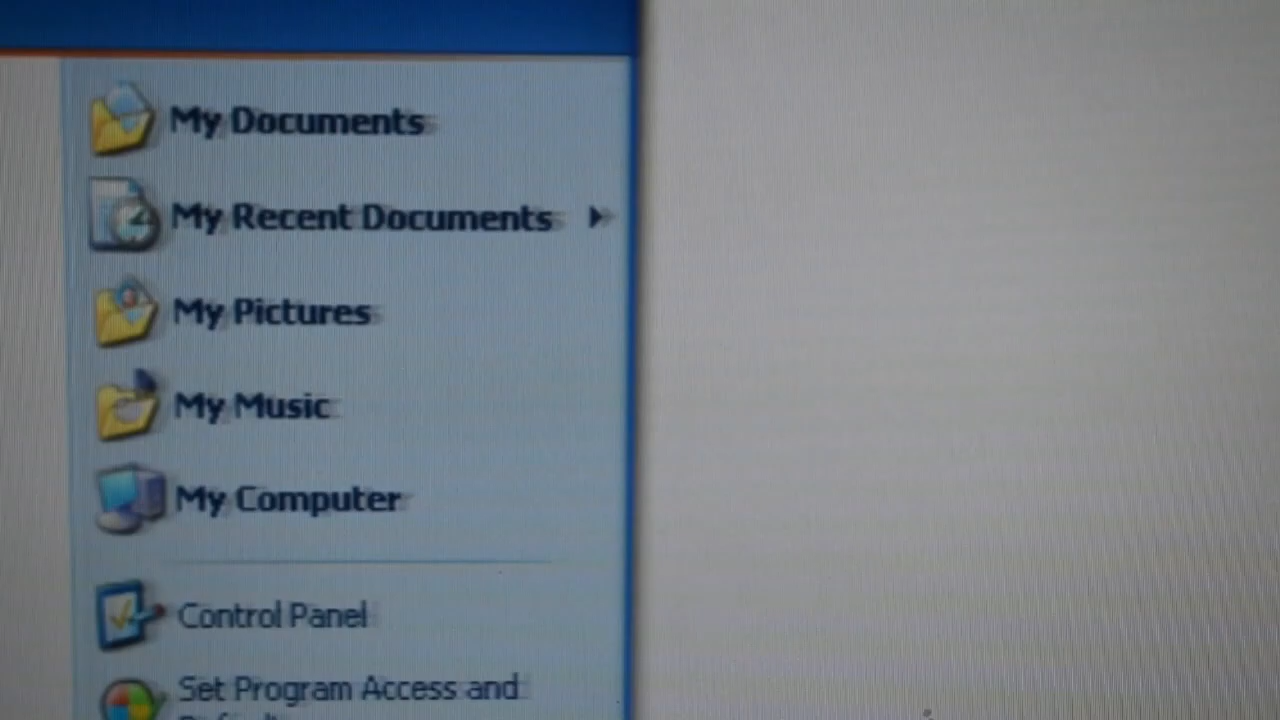 My Documents
My Recent Documents
My Pictures
My Music
My Computer
Control Panel
Set Program Access and